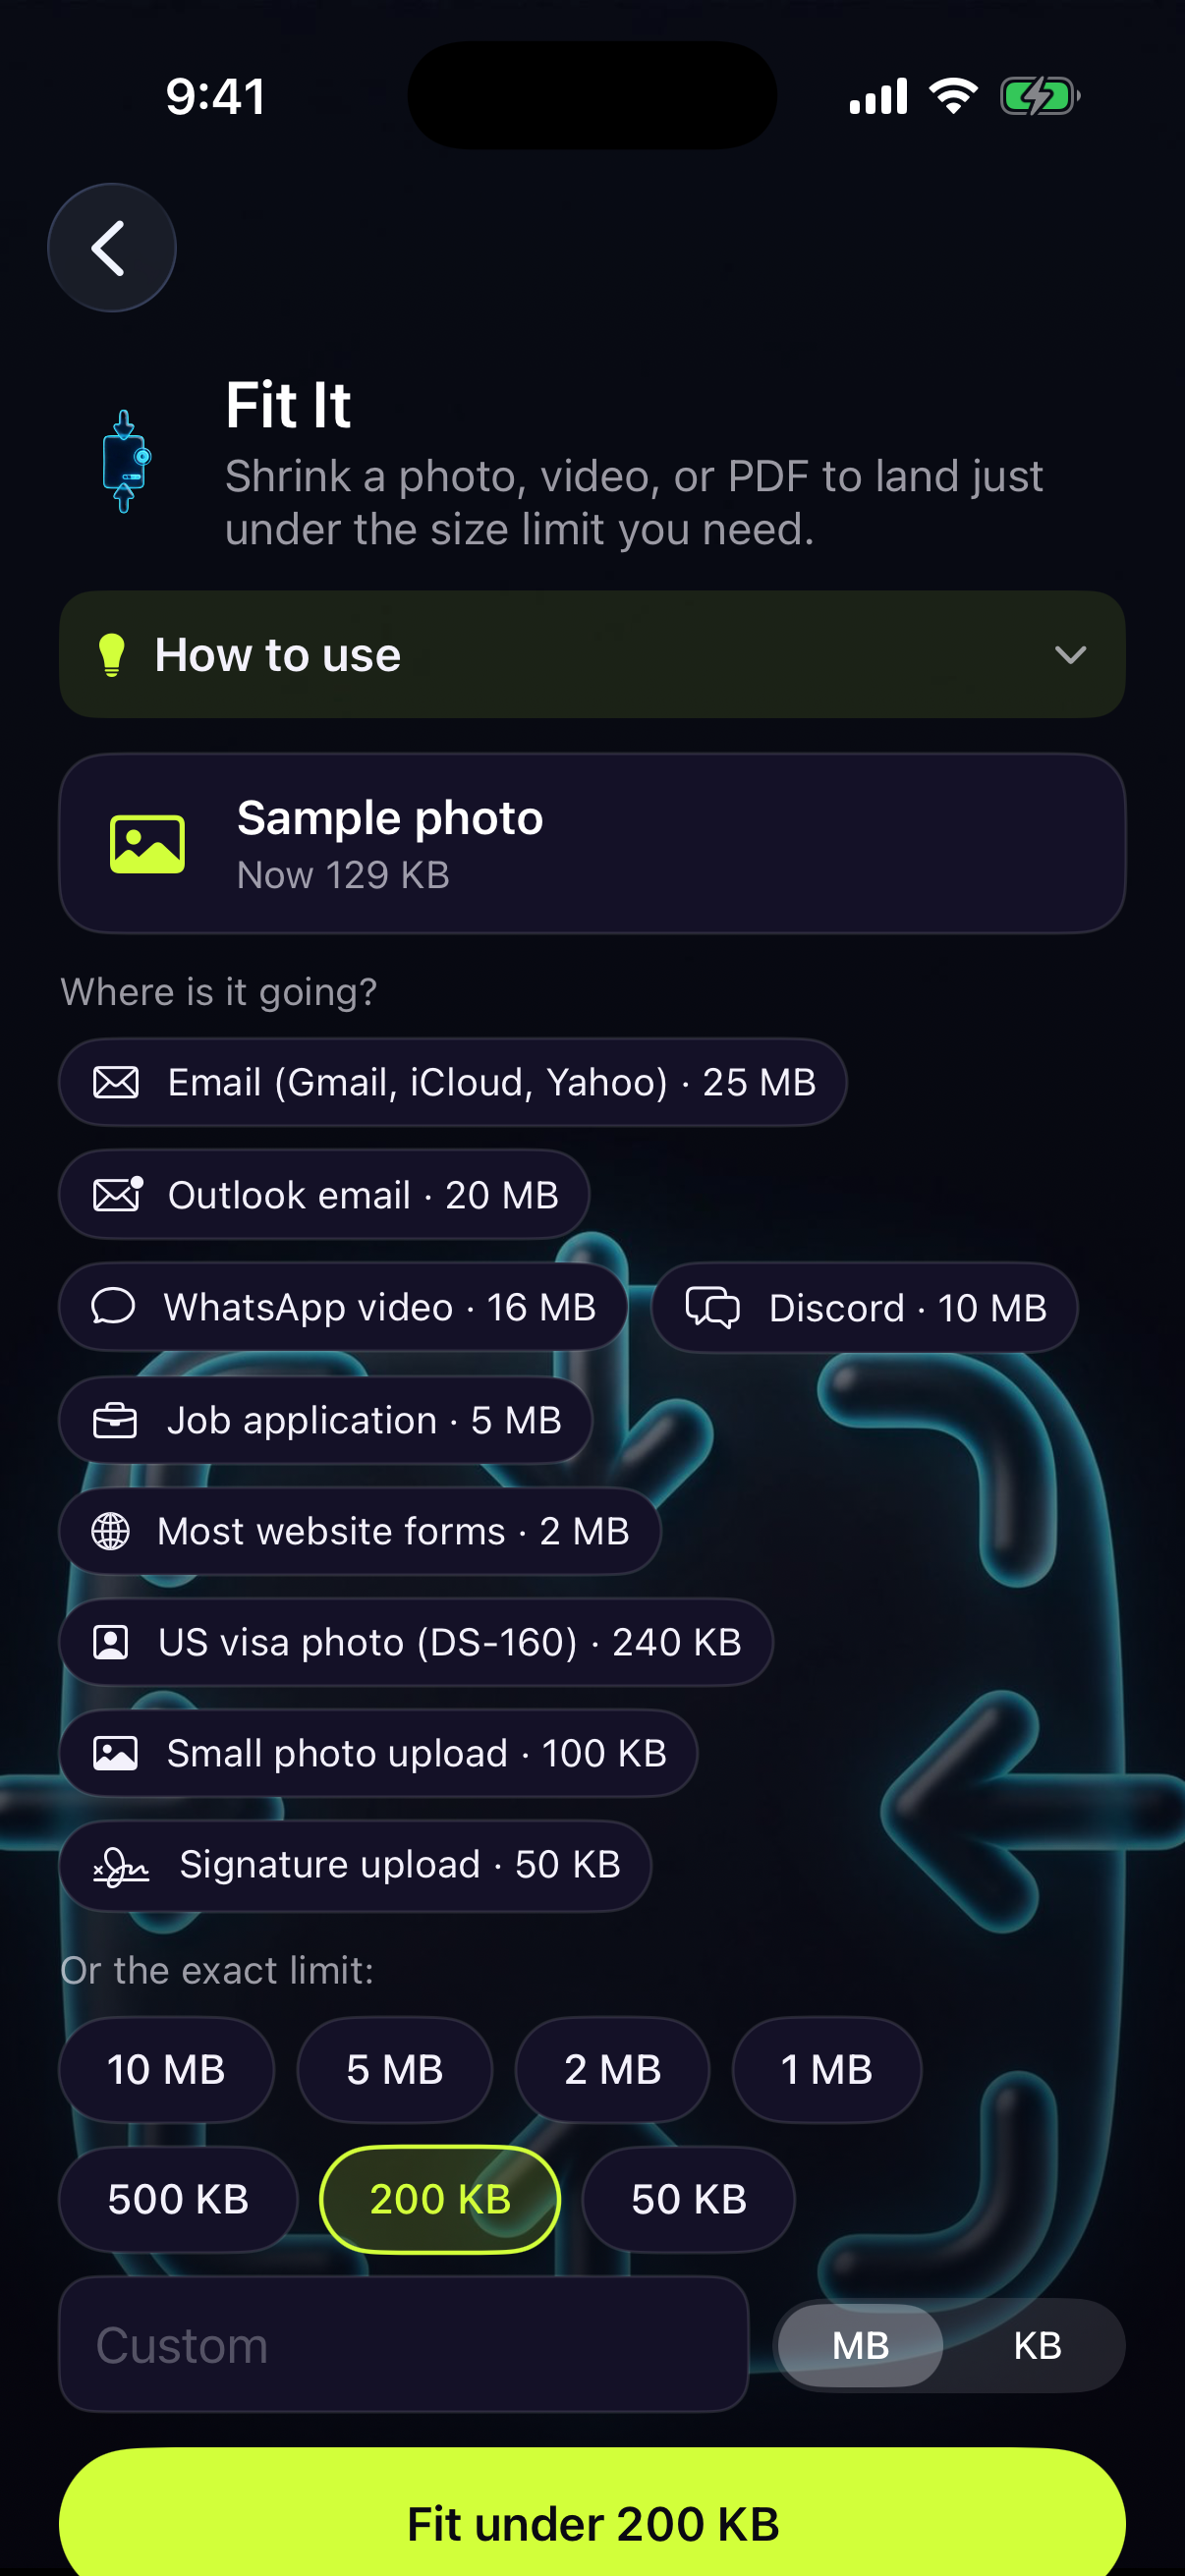 9:41
Fit It
Shrink a photo, video, or PDF to land just
under the size limit you need.
How to use
Sample photo
Now 129 KB
Where is it going?
Email (Gmail, iCloud, Yahoo) · 25 MB
Outlook email · 20 MB
WhatsApp video · 16 MB
Discord · 10 MB
Job application · 5 MB
Most website forms · 2 MB
US visa photo (DS-160) · 240 KB
Small photo upload · 100 KB
Signature upload · 50 KB
Or the exact limit:
10 MB
5 MB
2 MB
1 MB
500 KB
200 KB
50 KB
Custom
MB
KB
Fit under 200 KB